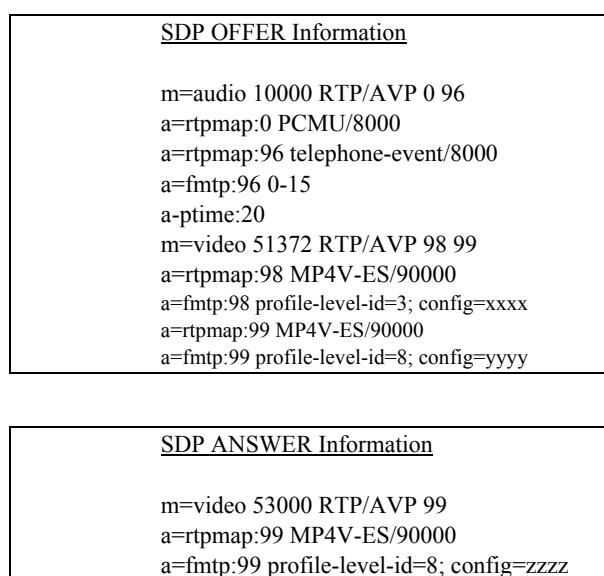 SDP OFFER Information
m=audio 10000 RTP/AVP 0 96
a=rtpmap:0 PCMU/8000
a=rtpmap:96 telephone-event/8000
a=fmtp:96 0-15
a-ptime:20
m=video 51372 RTP/AVP 98 99
a=rtpmap:98 MP4V-ES/90000
a=fmtp:98 profile-level-id=3; config=xxxx
a=rtpmap:99 MP4V-ES/90000
a=fmtp:99 profile-level-id=8; config=yyyy
SDP ANSWER Information
m=video 53000 RTP/AVP 99
a=rtpmap:99 MP4V-ES/90000
a=fmtp:99 profile-level-id=8; config=zzzz